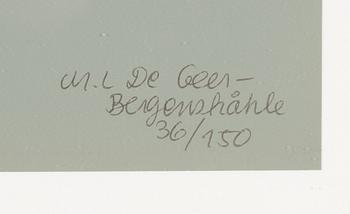 M.L De Geer-
Bergenstråhle
36/150